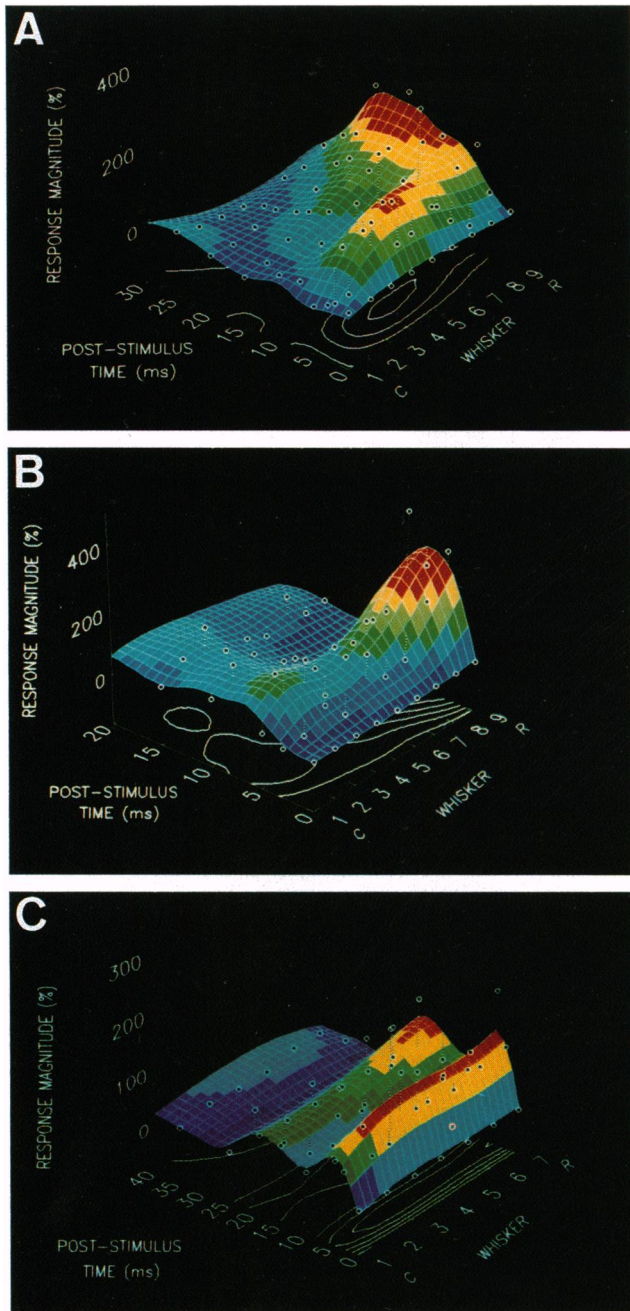 A
RESPONSE MAGNITUDE (%)
400
200
0
30 25 20 15 10 5 0
POST-STIMULUS
TIME (ms)
C 1 2 3 4 5 6 7 8 9 R
WHISKER
B
RESPONSE MAGNITUDE (%)
400
200
0
20 15 10 5 0
POST-STIMULUS
TIME (ms)
C 1 2 3 4 5 6 7 8 9 R
WHISKER
C
RESPONSE MAGNITUDE (%)
300
200
100
0
40 35 30 25 20 15 10 5 0
POST-STIMULUS
TIME (ms)
C 1 2 3 4 5 6 7 R
WHISKER